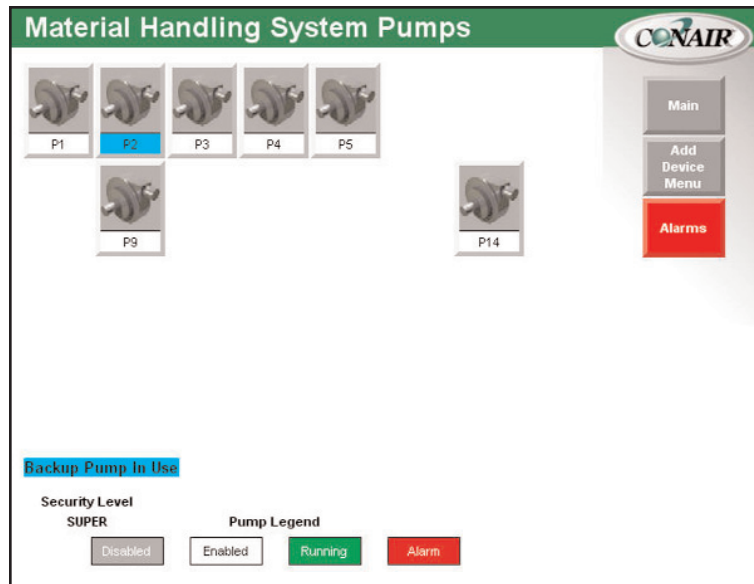 Material Handling System Pumps
CONAIR
P1 P2 P3 P4 P5
Main
Add
Device
Menu
P9 P14
Alarms
Backup Pump In Use
Security Level
SUPER
Pump Legend
Disabled Enabled Running Alarm